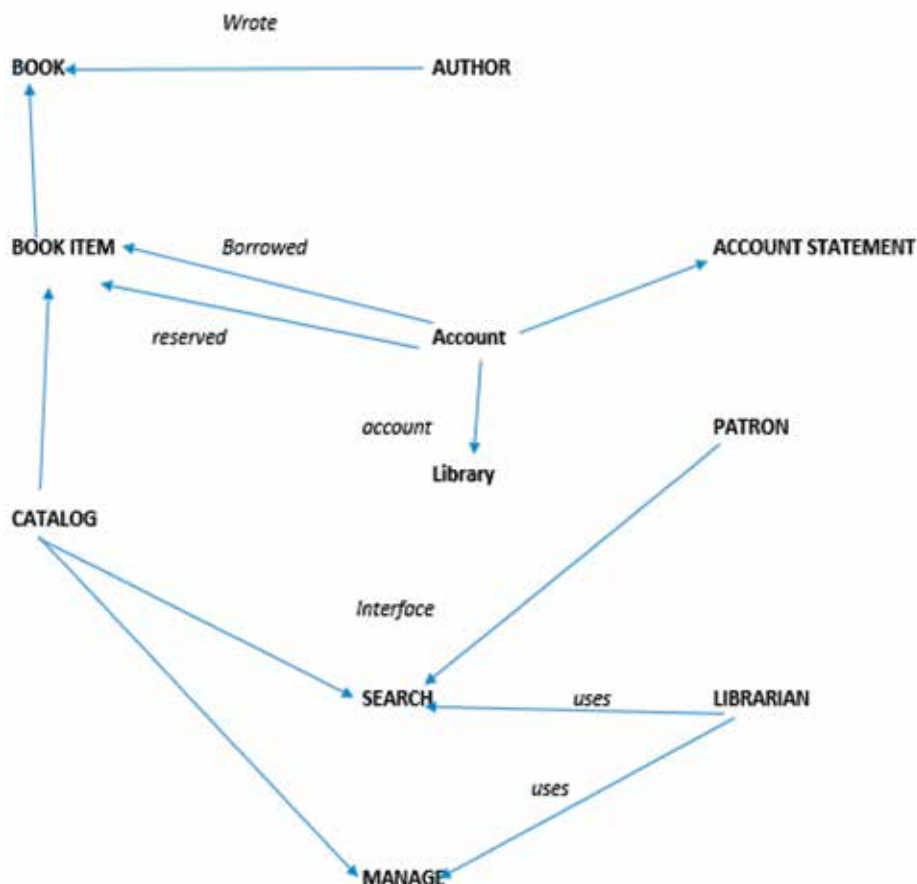 Wrote
BOOK AUTHOR
BOOK ITEM Borrowed ACCOUNT STATEMENT
reserved Account
account PATRON
Library
CATALOG
Interface
SEARCH uses LIBRARIAN
uses
MANAGE